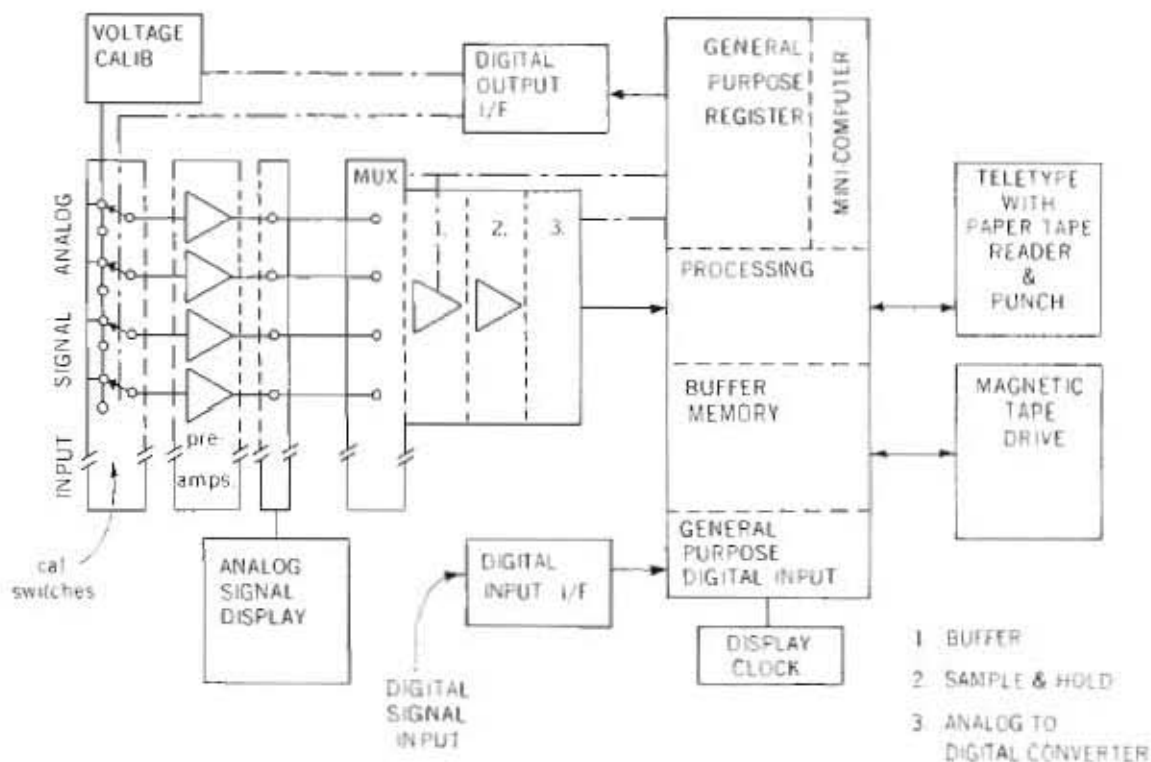 VOLTAGE
CALIB
DIGITAL
OUTPUT
I/F
GENERAL
PURPOSE
REGISTER
MINI-COMPUTER
MUX
1.
2.
3.
INPUT SIGNAL ANALOG
PROCESSING
TELETYPE
WITH
PAPER TAPE
READER
&
PUNCH
BUFFER
MEMORY
MAGNETIC
TAPE
DRIVE
pre
amps.
cal
switches
ANALOG
SIGNAL
DISPLAY
DIGITAL
INPUT I/F
GENERAL
PURPOSE
DIGITAL INPUT
DISPLAY
CLOCK
DIGITAL
SIGNAL
INPUT
1 BUFFER
2. SAMPLE & HOLD
3. ANALOG TO
DIGITAL CONVERTER